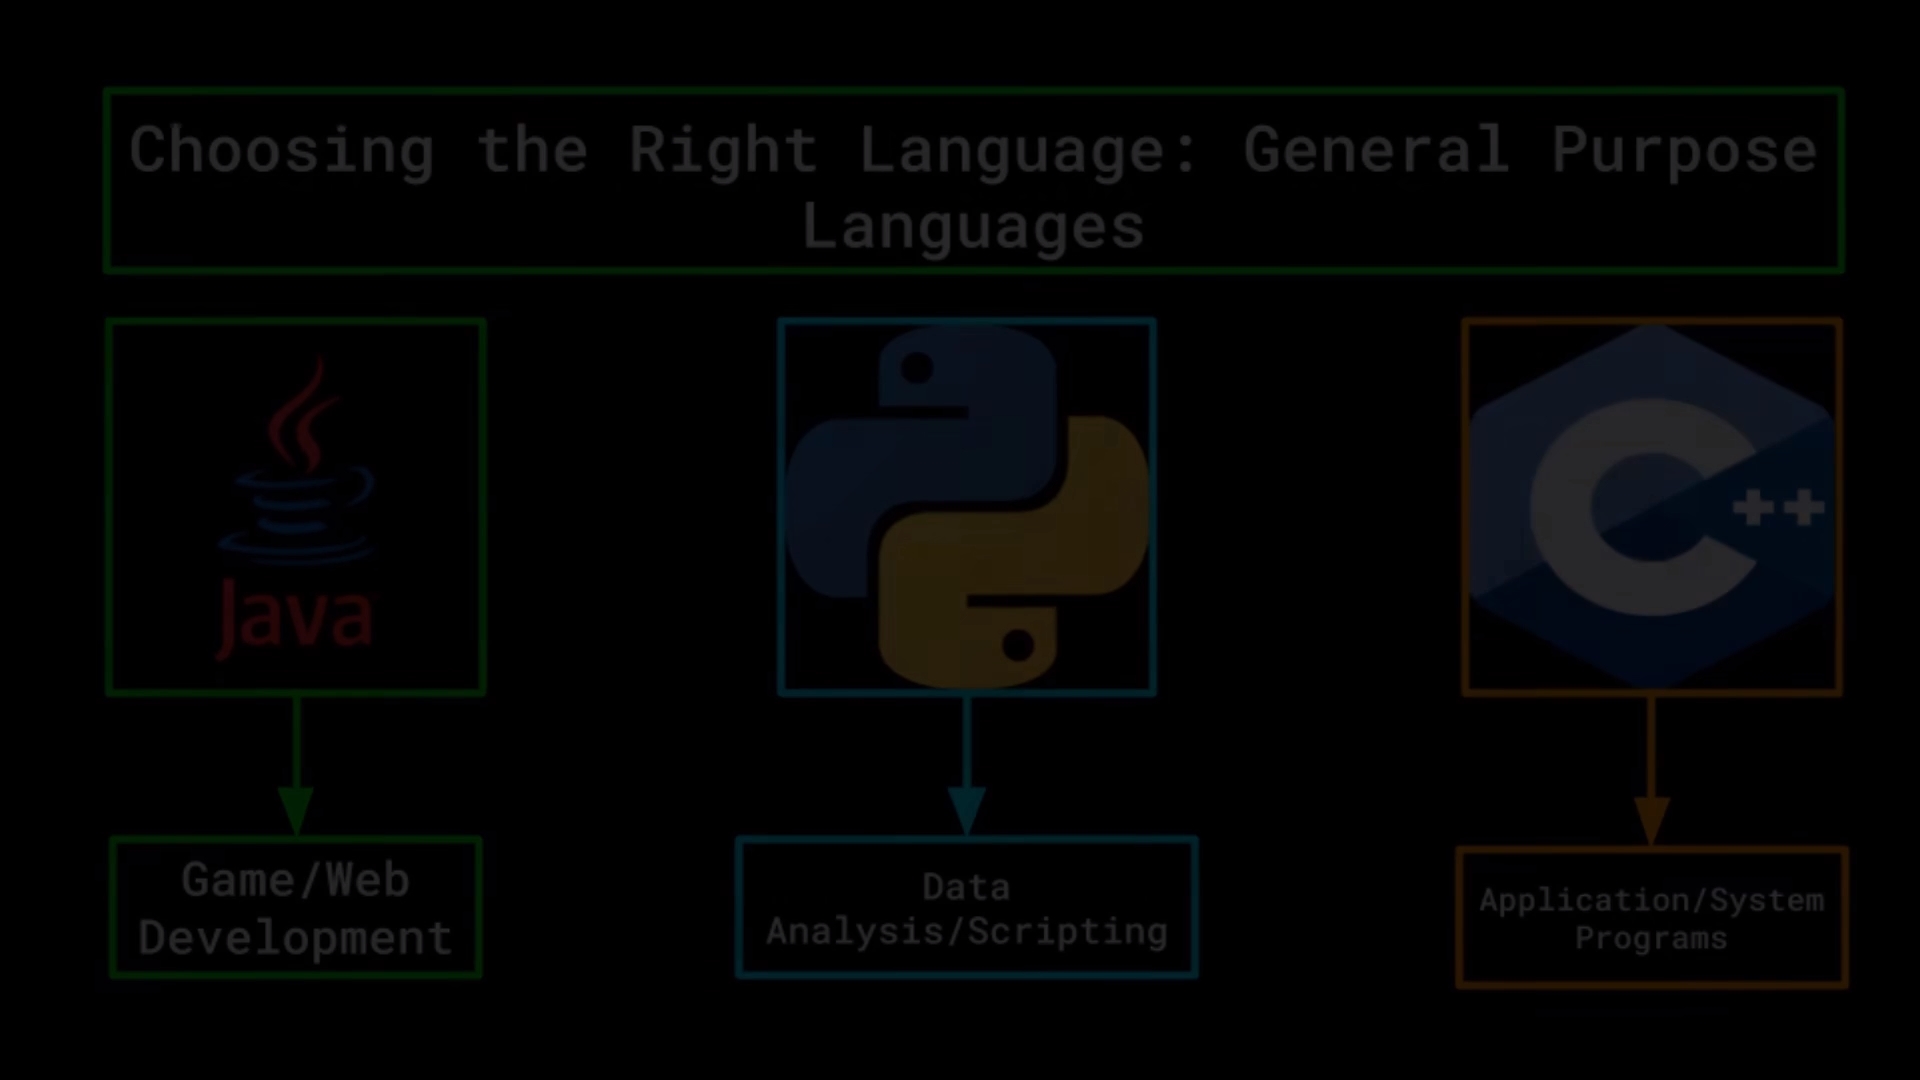 Choosing the Right Language: General Purpose
Languages
Java
C++
Game/Web
Development
Data
Analysis/Scripting
Application/System
Programs